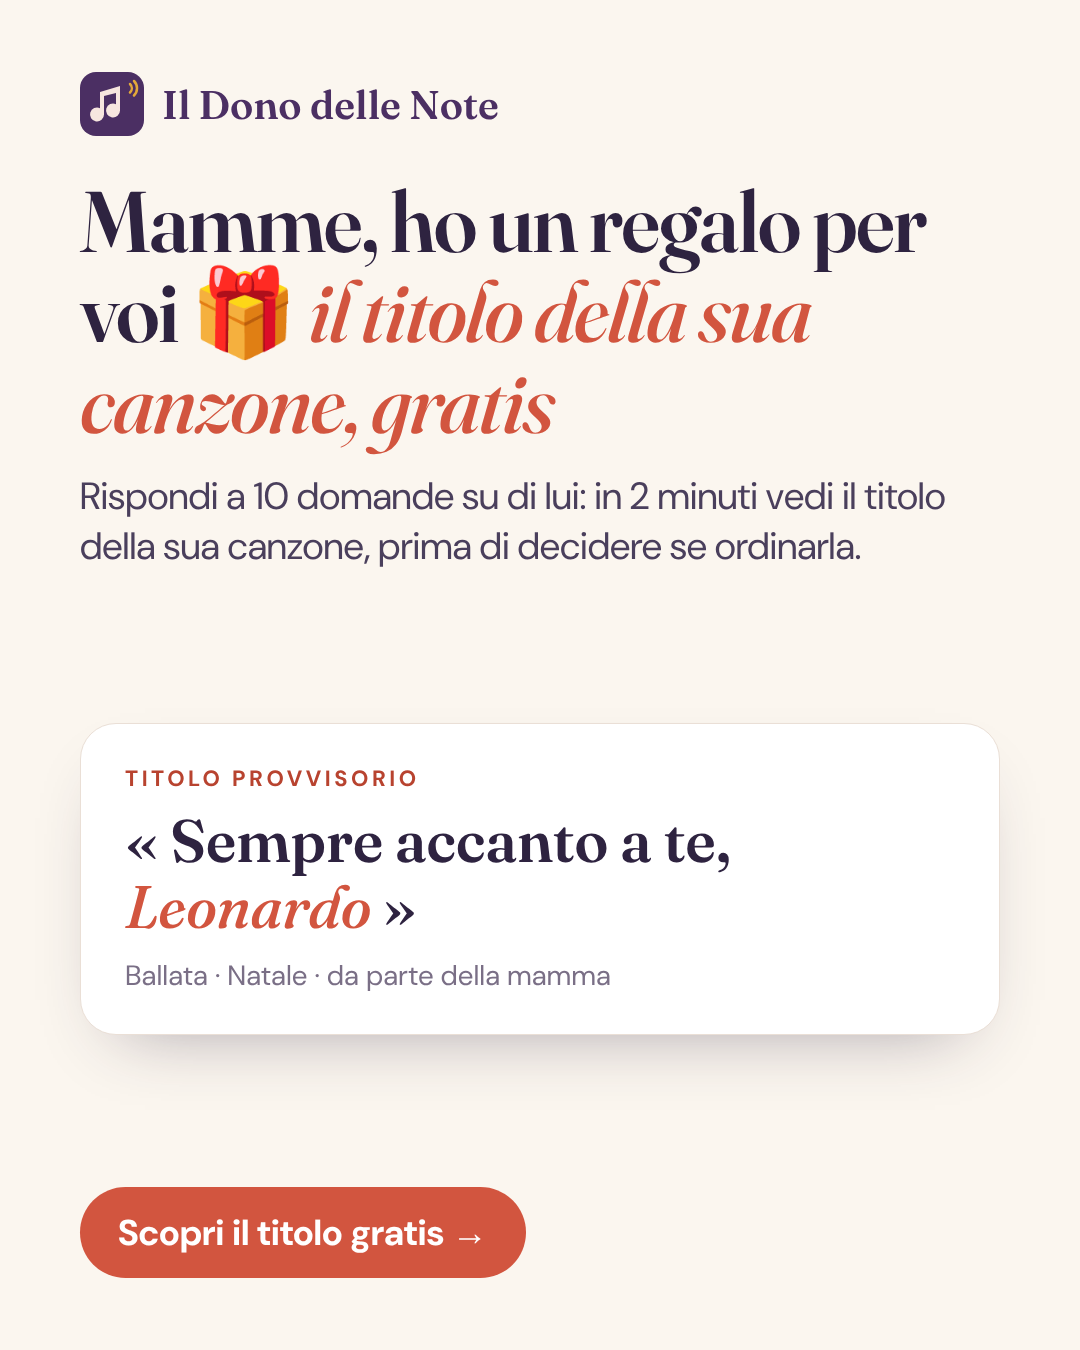 Il Dono delle Note
Mamme, ho un regalo per
voi 🎁 il titolo della sua
canzone, gratis
Rispondi a 10 domande su di lui: in 2 minuti vedi il titolo
della sua canzone, prima di decidere se ordinarla.
TITOLO PROVVISORIO
« Sempre accanto a te,
Leonardo »
Ballata · Natale · da parte della mamma
Scopri il titolo gratis →